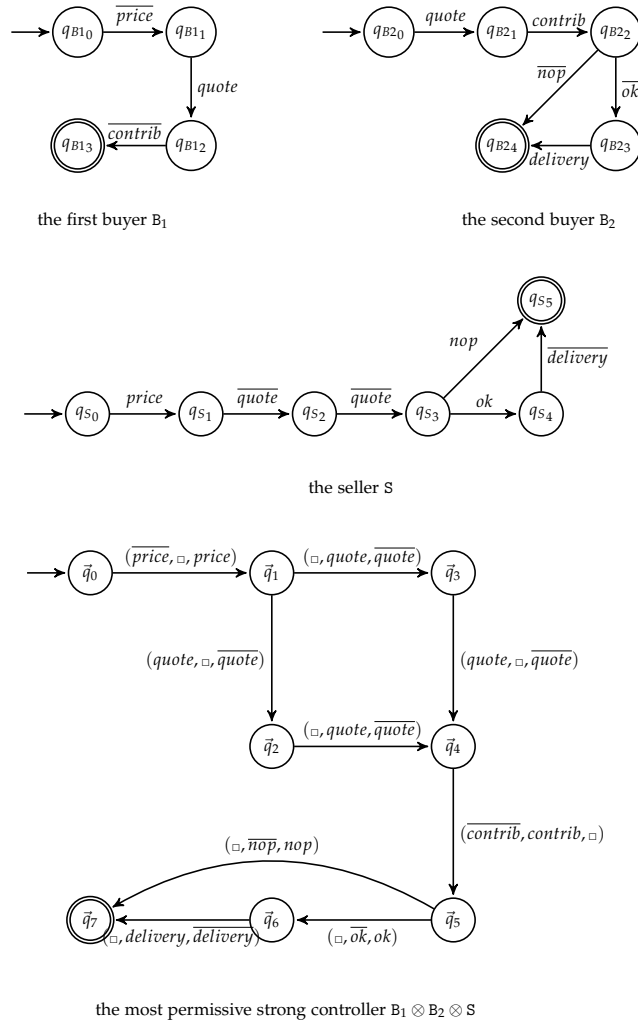 $\overline{price}$
$q_{B1_0}$ $q_{B1_1}$
quote
$\overline{contrib}$
$q_{B1_3}$ $q_{B1_2}$
the first buyer B₁
quote contrib
$q_{B2_0}$ $q_{B2_1}$ $q_{B2_2}$
$\overline{nop}$ $\overline{ok}$
$q_{B2_4}$ $q_{B2_3}$
delivery
the second buyer B₂
$q_{S_5}$
nop $\overline{delivery}$
price $\overline{quote}$ $\overline{quote}$ ok
$q_{S_0}$ $q_{S_1}$ $q_{S_2}$ $q_{S_3}$ $q_{S_4}$
the seller S
$(\overline{price}, □, price)$ $(□, quote, \overline{quote})$
$\vec{q}_0$ $\vec{q}_1$ $\vec{q}_3$
$(quote, □, \overline{quote})$ $(quote, □, \overline{quote})$
$(□, quote, \overline{quote})$
$\vec{q}_2$ $\vec{q}_4$
$(\overline{contrib}, contrib, □)$
$(□, \overline{nop}, nop)$
$\vec{q}_7$ $\vec{q}_6$ $\vec{q}_5$
$(□, delivery, \overline{delivery})$ $(□, \overline{ok}, ok)$
the most permissive strong controller B₁ ⊗ B₂ ⊗ S